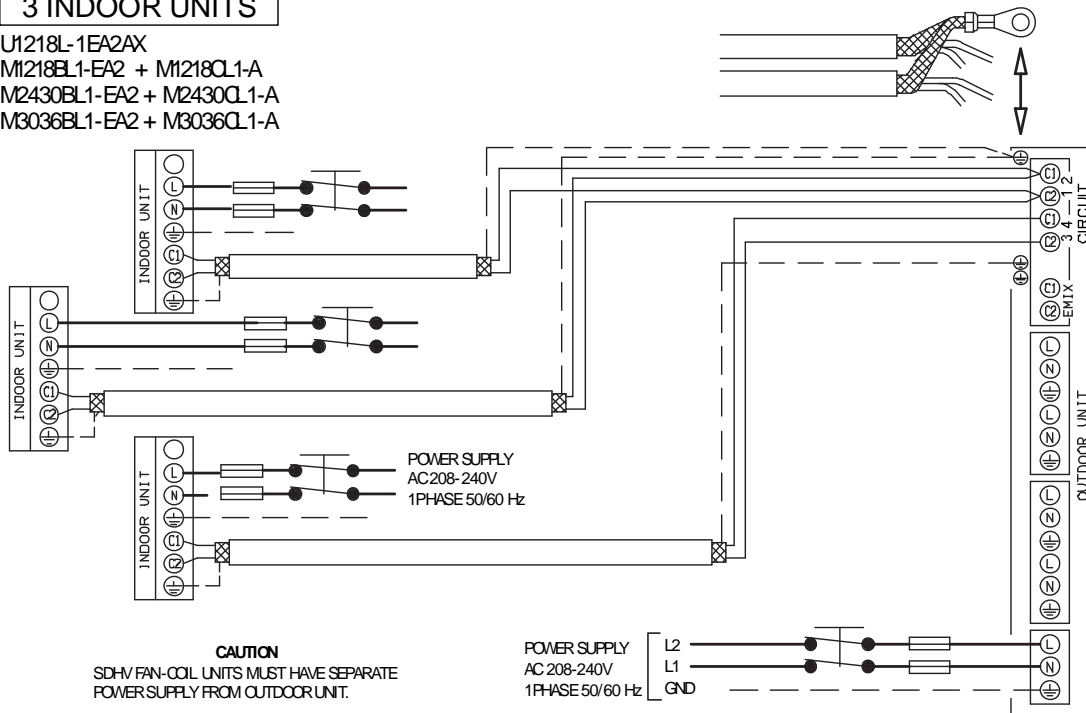 3 INDOOR UNITS
U1218L-1EA2AX
M1218BL1-EA2 + M1218CL1-A
M2430BL1-EA2 + M2430CL1-A
M3036BL1-EA2 + M3036CL1-A
INDOOR UNIT
L
N
C1
C2
INDOOR UNIT
L
N
C1
C2
INDOOR UNIT
L
N
C1
C2
POWER SUPPLY
AC 208-240V
1PHASE 50/60 Hz
C1
C2
C1
C2
1 2
3 4
CIRCUIT
C1
C2
EMIX
L
N
L
N
OUTDOOR UNIT
L
N
L
N
L
N
CAUTION
SDHV FAN-COIL UNITS MUST HAVE SEPARATE
POWER SUPPLY FROM OUTDOOR UNIT.
POWER SUPPLY
AC 208-240V
1PHASE 50/60 Hz
L2
L1
GND